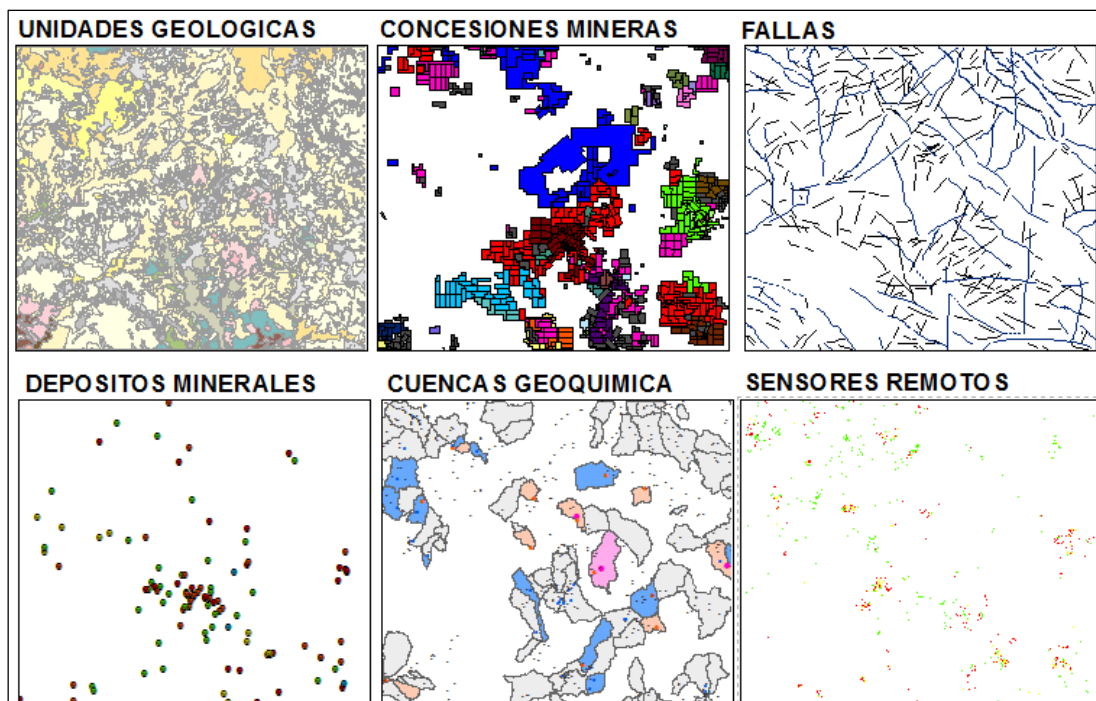 UNIDADES GEOLOGICAS
CONCESIONES MINERAS
FALLAS
DEPOSITOS MINERALES
CUENCAS GEOQUIMICA
SENSORES REMOTOS